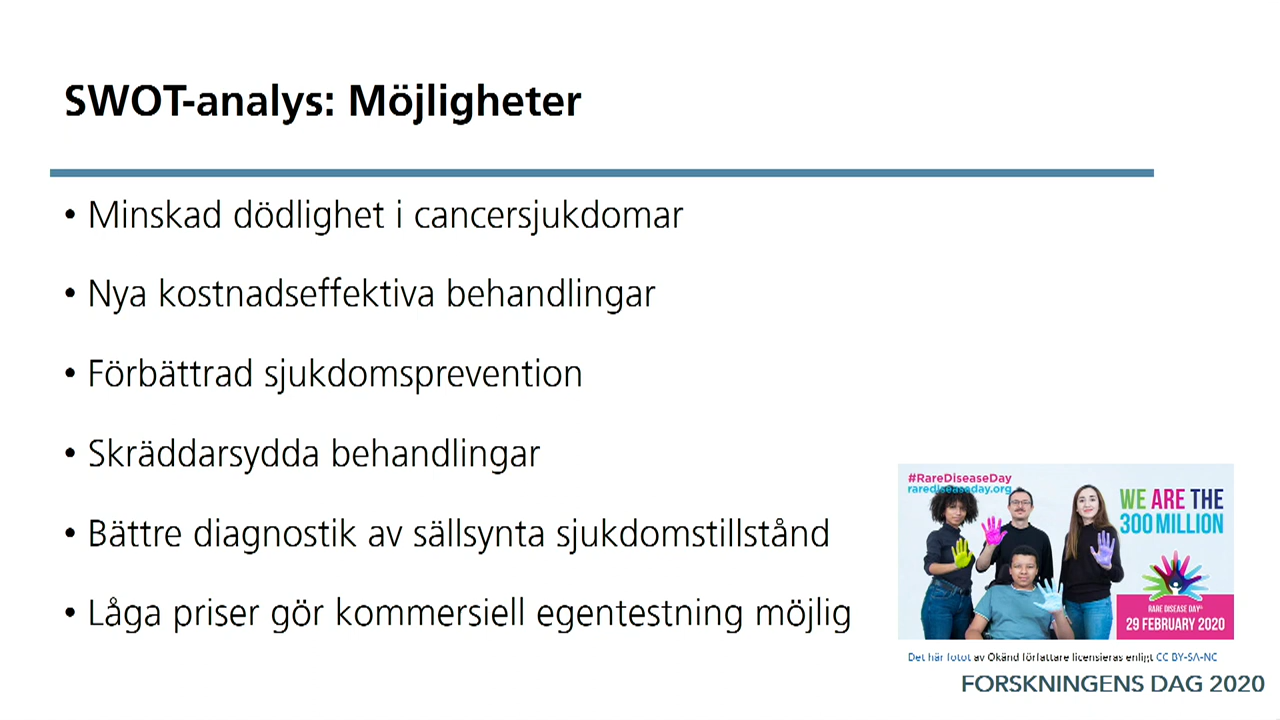 SWOT-analys: Möjligheter
• Minskad dödlighet i cancersjukdomar
• Nya kostnadseffektiva behandlingar
• Förbättrad sjukdomsprevention
• Skräddarsydda behandlingar
• Bättre diagnostik av sällsynta sjukdomstillstånd
• Låga priser gör kommersiell egentestning möjlig
#RareDiseaseDay
rarediseaseday.org
WE ARE THE
300 MILLION
RARE DISEASE DAY®
29 FEBRUARY 2020
Det här fotot av Okänd författare licensieras enligt CC BY-SA-NC
FORSKNINGENS DAG 2020